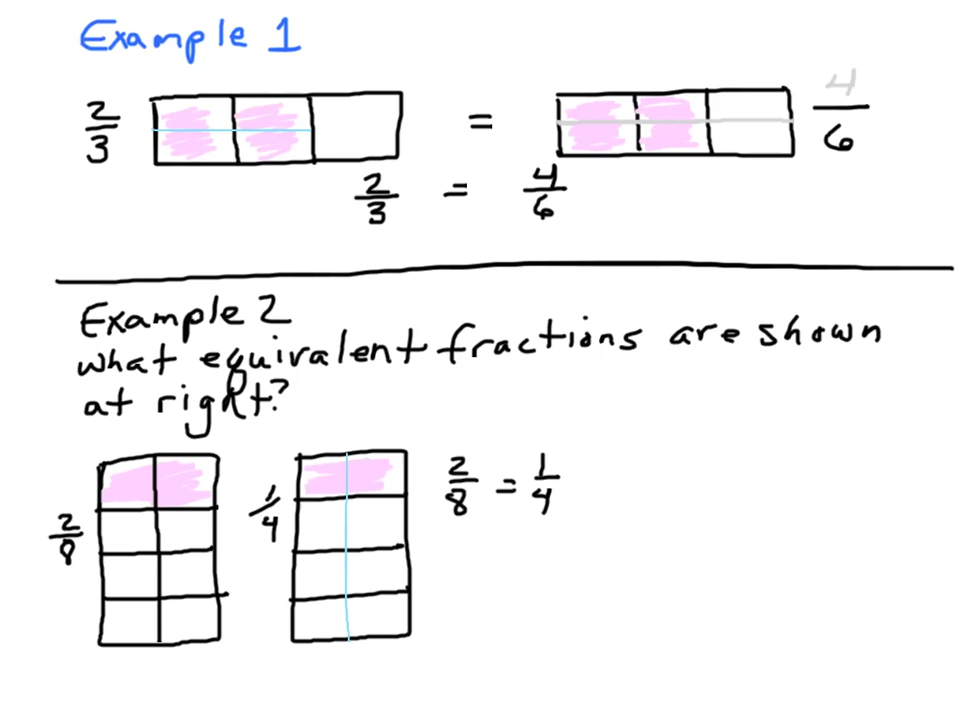 Example 1
2/3 = 4/6
2/3 = 4/6
Example 2
what equivalent fractions are shown
at right?
2/8 1/4 2/8 = 1/4